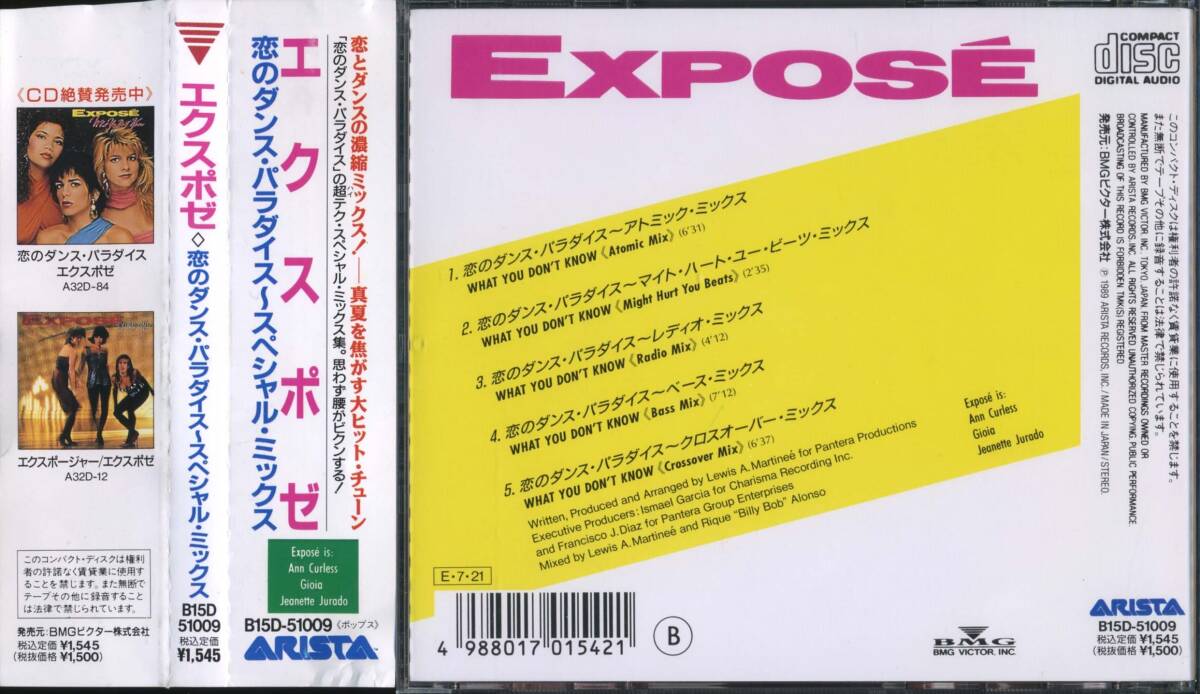 《CD絶賛発売中》
EXPOSÉ
What You Don't Know
恋のダンス・パラダイス
エクスポゼ
A32D-84
EXPOSÉ
エクスポージャー/エクスポゼ
A32D-12
このコンパクト・ディスクは権利
者の許諾なく賃貸業に使用す
ることを禁じます。また無断で
テープその他に録音すること
は法律で禁じられています。
発売元:BMGビクター株式会社
税込定価 ¥1,545
(税抜価格 ¥1,500)
エクスポゼ◇恋のダンス・パラダイス〜スペシャル・ミックス
B15D
51009
税込定価
¥1,545
恋とダンスの濃縮ミックス!──真夏を焦がす大ヒット・チューン
「恋のダンス・パラダイス」の超テク・スペシャル・ミックス集。思わず腰がピクンする!
ハイ
エクスポゼ
恋のダンス・パラダイス〜スペシャル・ミックス
Exposé is:
Ann Curless
Gioia
Jeanette Jurado
B15D-51009《ポップス》
ARISTA
EXPOSÉ
COMPACT
disc
DIGITAL AUDIO
1. 恋のダンス・パラダイス〜アトミック・ミックス
WHAT YOU DON'T KNOW《Atomic Mix》(6'31)
2. 恋のダンス・パラダイス〜マイト・ハート・ユー・ビーツ・ミックス
WHAT YOU DON'T KNOW《Might Hurt You Beats》(2'35)
3. 恋のダンス・パラダイス〜レディオ・ミックス
WHAT YOU DON'T KNOW《Radio Mix》(4'12)
4. 恋のダンス・パラダイス〜ベース・ミックス
WHAT YOU DON'T KNOW《Bass Mix》(7'12)
5. 恋のダンス・パラダイス〜クロスオーバー・ミックス
WHAT YOU DON'T KNOW《Crossover Mix》(6'37)
Written, Produced and Arranged by Lewis A. Martineé for Pantera Productions
Executive Producers: Ismael Garcia for Charisma Recording Inc.
and Francisco J. Diaz for Pantera Group Enterprises
Mixed by Lewis A. Martineé and Rique "Billy Bob" Alonso
Exposé is:
Ann Curless
Gioia
Jeanette Jurado
このコンパクト・ディスクは権利者の許諾なく賃貸業に使用することを禁じます。
また無断でテープその他に録音することは法律で禁じられています。
MANUFACTURED BY BMG VICTOR, INC. TOKYO, JAPAN. FROM MASTER RECORDINGS OWNED OR
CONTROLLED BY ARISTA RECORDS, INC. ALL RIGHTS RESERVED. UNAUTHORIZED COPYING, PUBLIC PERFORMANCE,
BROADCASTING OF THIS RECORD IS FORBIDDEN TMK(S) REGISTERED
発売元:BMGビクター株式会社 ℗ 1989 ARISTA RECORDS, INC./MADE IN JAPAN/STEREO.
E・7・21
4 988017 015421
B
BMG
BMG VICTOR, INC.
ARISTA
B15D-51009
税込定価 ¥1,545
(税抜価格 ¥1,500)